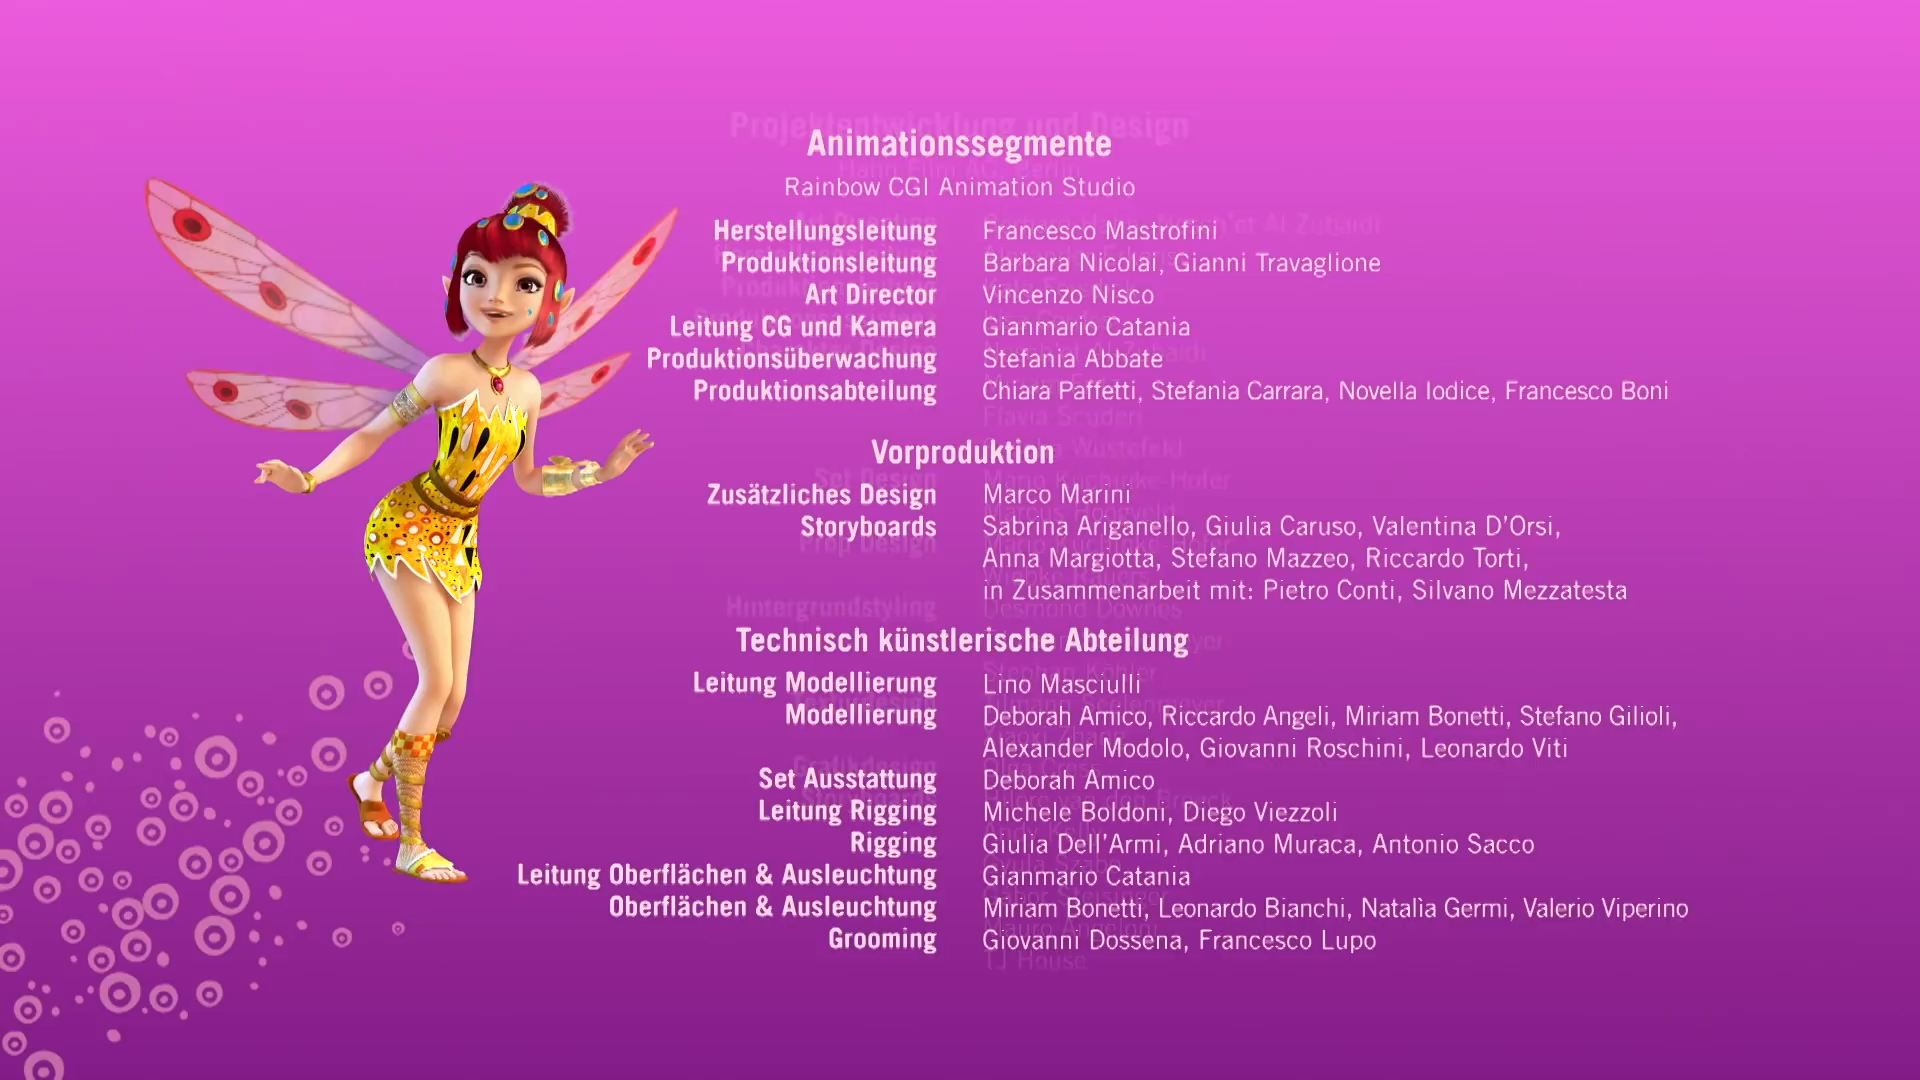 Animationssegmente
Rainbow CGI Animation Studio
Herstellungsleitung Francesco Mastrofini
Produktionsleitung Barbara Nicolai, Gianni Travaglione
Art Director Vincenzo Nisco
Leitung CG und Kamera Gianmario Catania
Produktionsüberwachung Stefania Abbate
Produktionsabteilung Chiara Paffetti, Stefania Carrara, Novella Iodice, Francesco Boni
Vorproduktion
Zusätzliches Design Marco Marini
Storyboards Sabrina Ariganello, Giulia Caruso, Valentina D'Orsi,
Anna Margiotta, Stefano Mazzeo, Riccardo Torti,
in Zusammenarbeit mit: Pietro Conti, Silvano Mezzatesta
Technisch künstlerische Abteilung
Leitung Modellierung Lino Masciulli
Modellierung Deborah Amico, Riccardo Angeli, Miriam Bonetti, Stefano Gilioli,
Alexander Modolo, Giovanni Roschini, Leonardo Viti
Set Ausstattung Deborah Amico
Leitung Rigging Michele Boldoni, Diego Viezzoli
Rigging Giulia Dell'Armi, Adriano Muraca, Antonio Sacco
Leitung Oberflächen & Ausleuchtung Gianmario Catania
Oberflächen & Ausleuchtung Miriam Bonetti, Leonardo Bianchi, Natalìa Germi, Valerio Viperino
Grooming Giovanni Dossena, Francesco Lupo